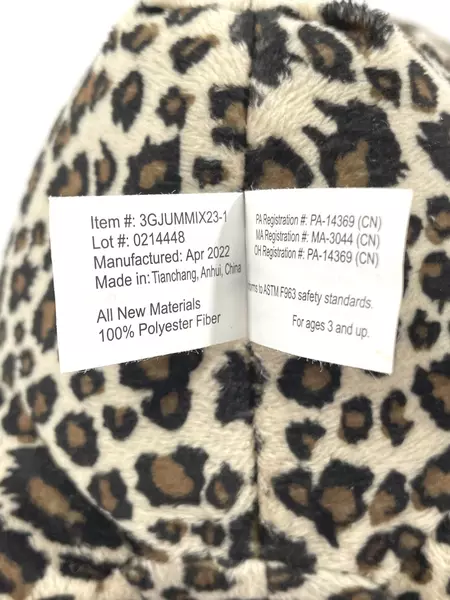 Item #: 3GJUMMIX23-1
Lot #: 0214448
Manufactured: Apr 2022
Made in: Tianchang, Anhui, China
All New Materials
100% Polyester Fiber
PA Registration #: PA-14369 (CN)
MA Registration #: MA-3044 (CN)
OH Registration #: PA-14369 (CN)
to ASTM F963 safety standards.
For ages 3 and up.